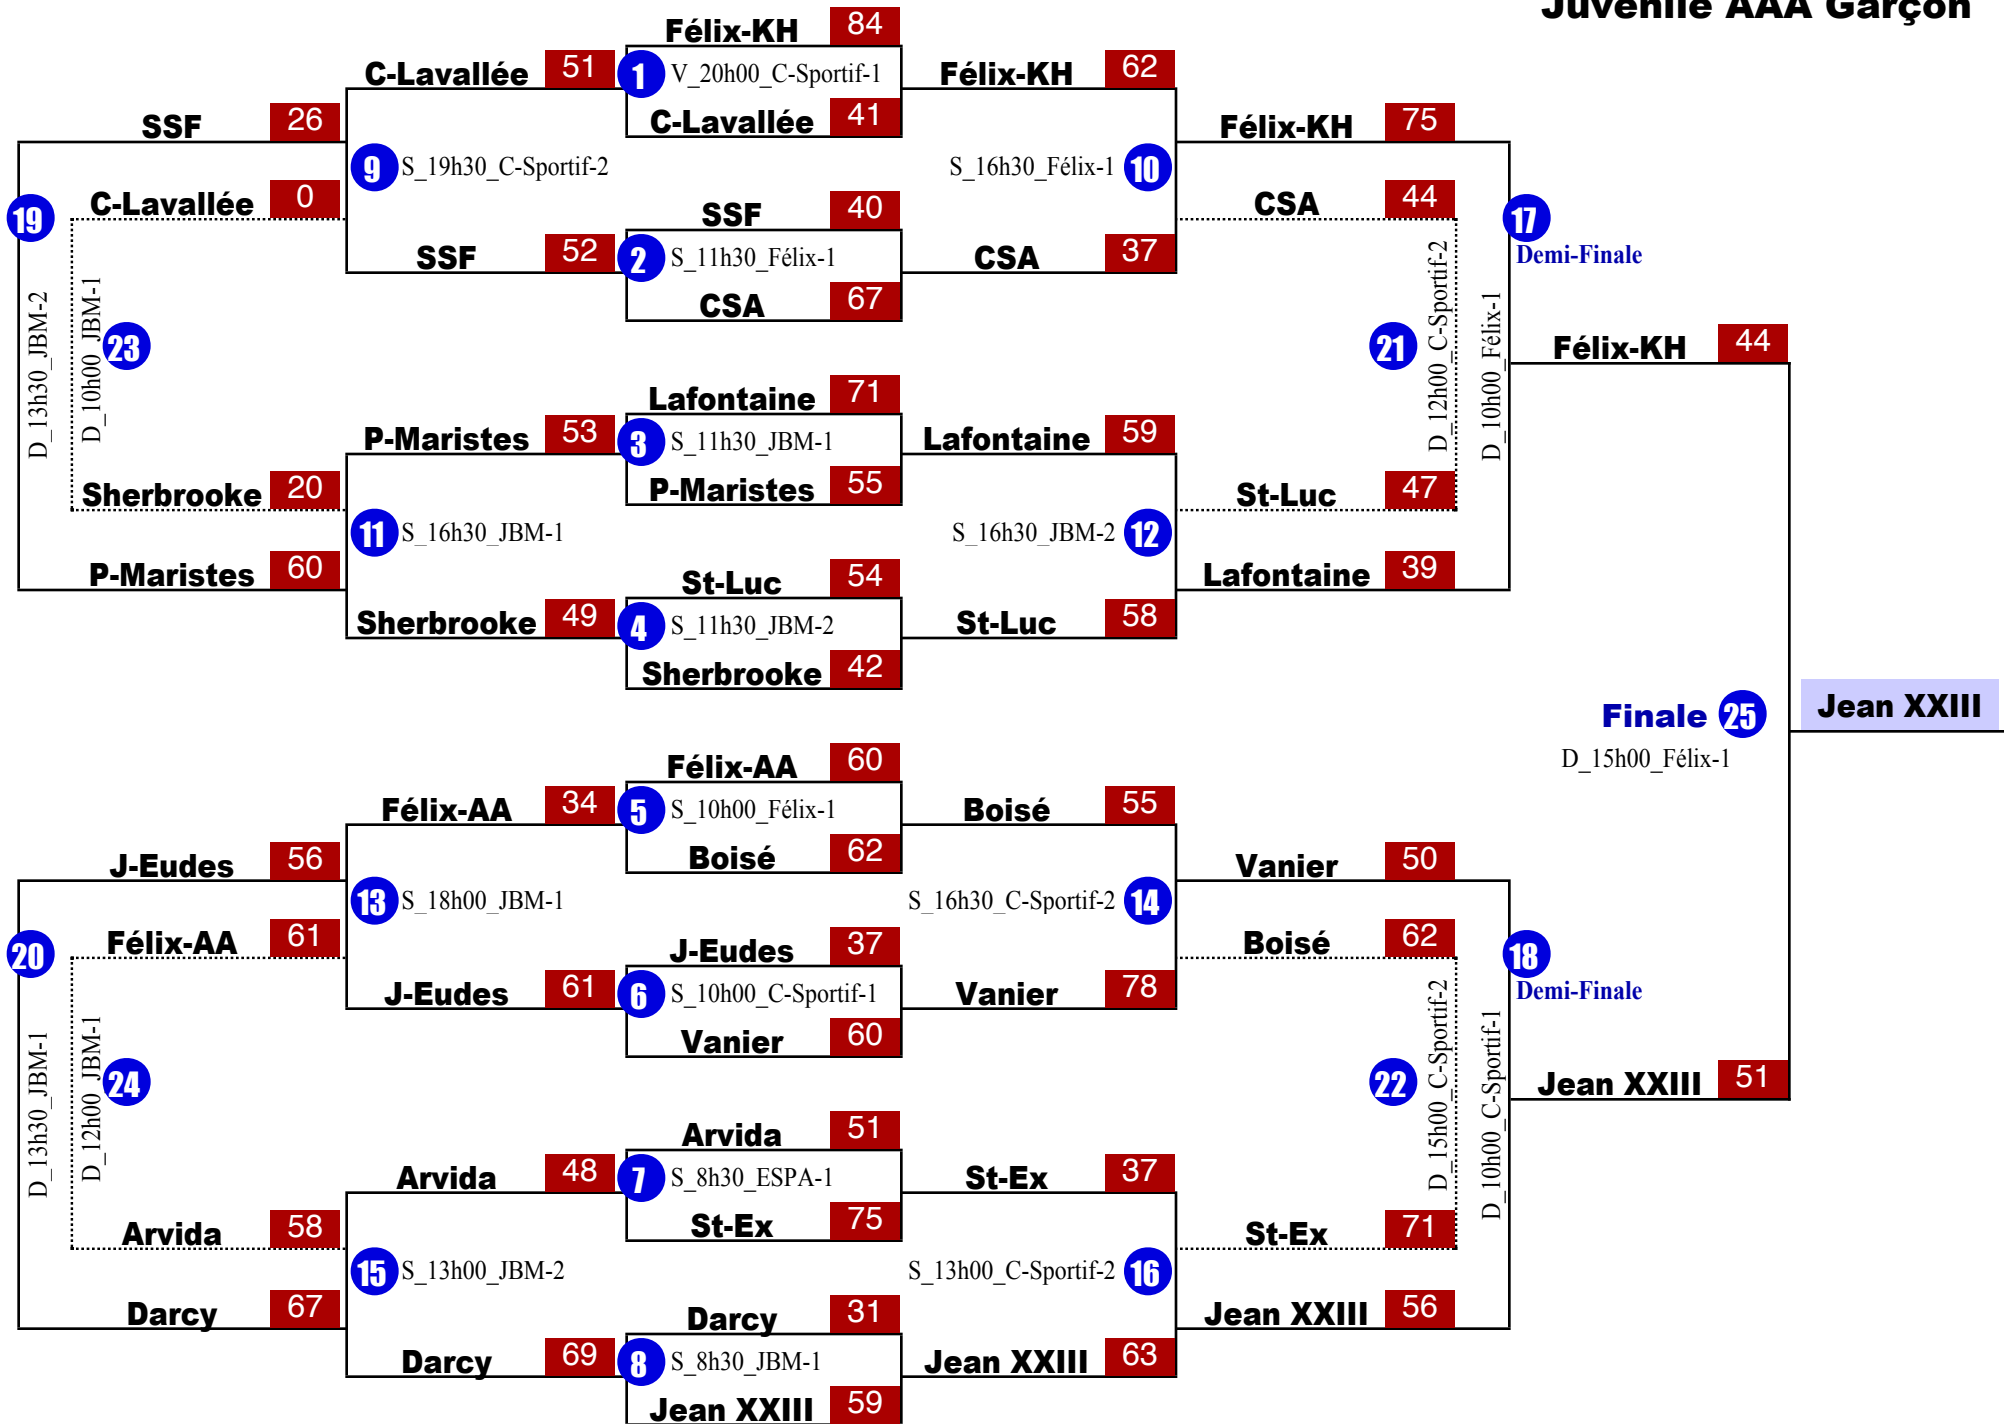 Juvénile AAA Garçon
Félix-KH 84
C-Lavallée 51
1 V_20h00_C-Sportif-1
Félix-KH 62
SSF 26
C-Lavallée 41
Félix-KH 75
9 S_19h30_C-Sportif-2
S_16h30_Félix-1 10
19
C-Lavallée 0
SSF 40
CSA 44
17
Demi-Finale
SSF 52
2 S_11h30_Félix-1
CSA 37
CSA 67
D_13h30_JBM-2
D_10h00_JBM-1
23
21
D_12h00_C-Sportif-2
D_10h00_Félix-1
Félix-KH 44
Lafontaine 71
P-Maristes 53
3 S_11h30_JBM-1
Lafontaine 59
Sherbrooke 20
P-Maristes 55
St-Luc 47
11 S_16h30_JBM-1
S_16h30_JBM-2 12
P-Maristes 60
St-Luc 54
Lafontaine 39
Sherbrooke 49
4 S_11h30_JBM-2
St-Luc 58
Sherbrooke 42
Finale 25
Jean XXIII
D_15h00_Félix-1
Félix-AA 60
Félix-AA 34
5 S_10h00_Félix-1
Boisé 55
J-Eudes 56
Boisé 62
Vanier 50
13 S_18h00_JBM-1
S_16h30_C-Sportif-2 14
20
Félix-AA 61
J-Eudes 37
Boisé 62
18
Demi-Finale
J-Eudes 61
6 S_10h00_C-Sportif-1
Vanier 78
Vanier 60
D_13h30_JBM-1
D_12h00_JBM-1
24
22
D_15h00_C-Sportif-2
D_10h00_C-Sportif-1
Jean XXIII 51
Arvida 51
Arvida 48
7 S_8h30_ESPA-1
St-Ex 37
Arvida 58
St-Ex 75
St-Ex 71
15 S_13h00_JBM-2
S_13h00_C-Sportif-2 16
Darcy 67
Darcy 31
Jean XXIII 56
Darcy 69
8 S_8h30_JBM-1
Jean XXIII 63
Jean XXIII 59